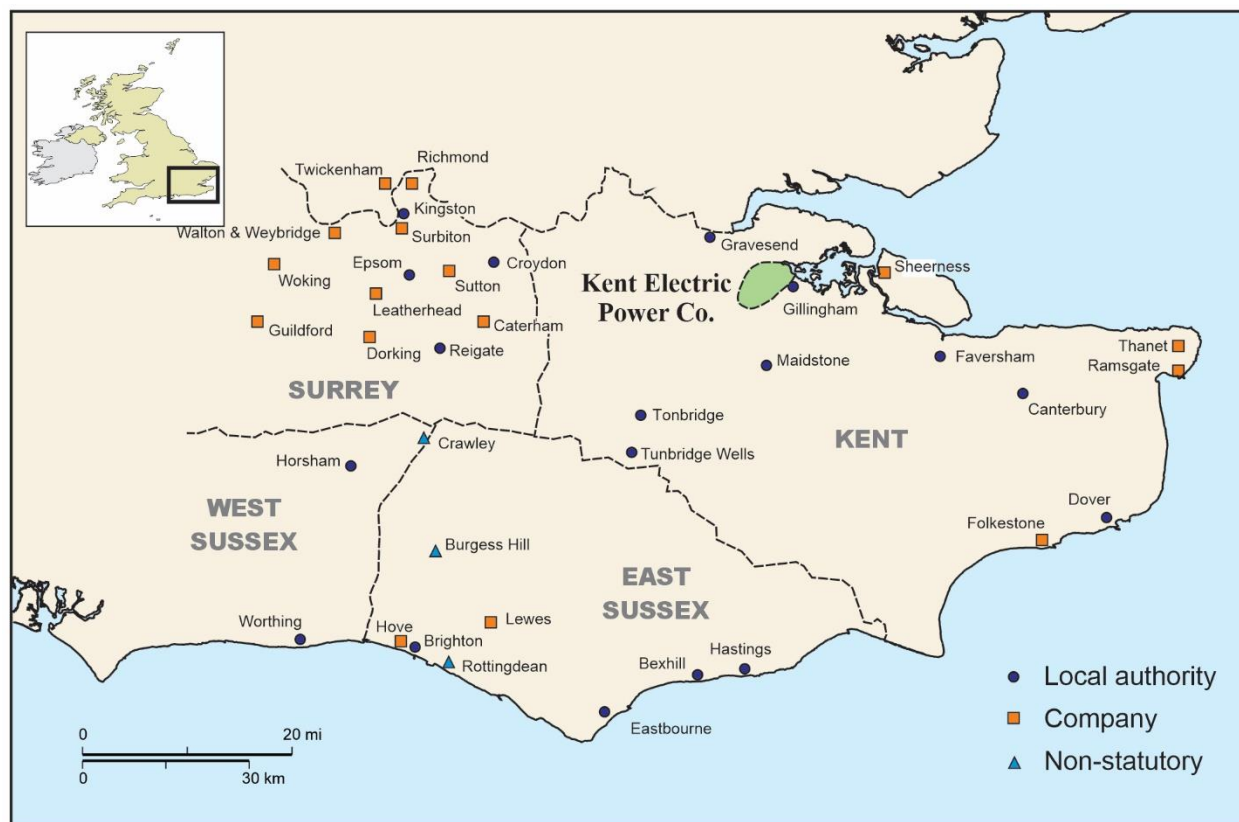 Richmond
Twickenham
Kingston
Walton & Weybridge
Surbiton
Gravesend
Epsom
Croydon
Sheerness
Woking
Sutton
Kent Electric
Power Co.
Leatherhead
Gillingham
Guildford
Caterham
Dorking
Reigate
Thanet
Maidstone
Faversham
Ramsgate
SURREY
Canterbury
Tonbridge
KENT
Crawley
Tunbridge Wells
Horsham
WEST
SUSSEX
Dover
Folkestone
Burgess Hill
EAST
SUSSEX
Lewes
Worthing
Hove
Brighton
Hastings
Rottingdean
Bexhill
Eastbourne
Local authority
Company
Non-statutory
0 20 mi
0 30 km